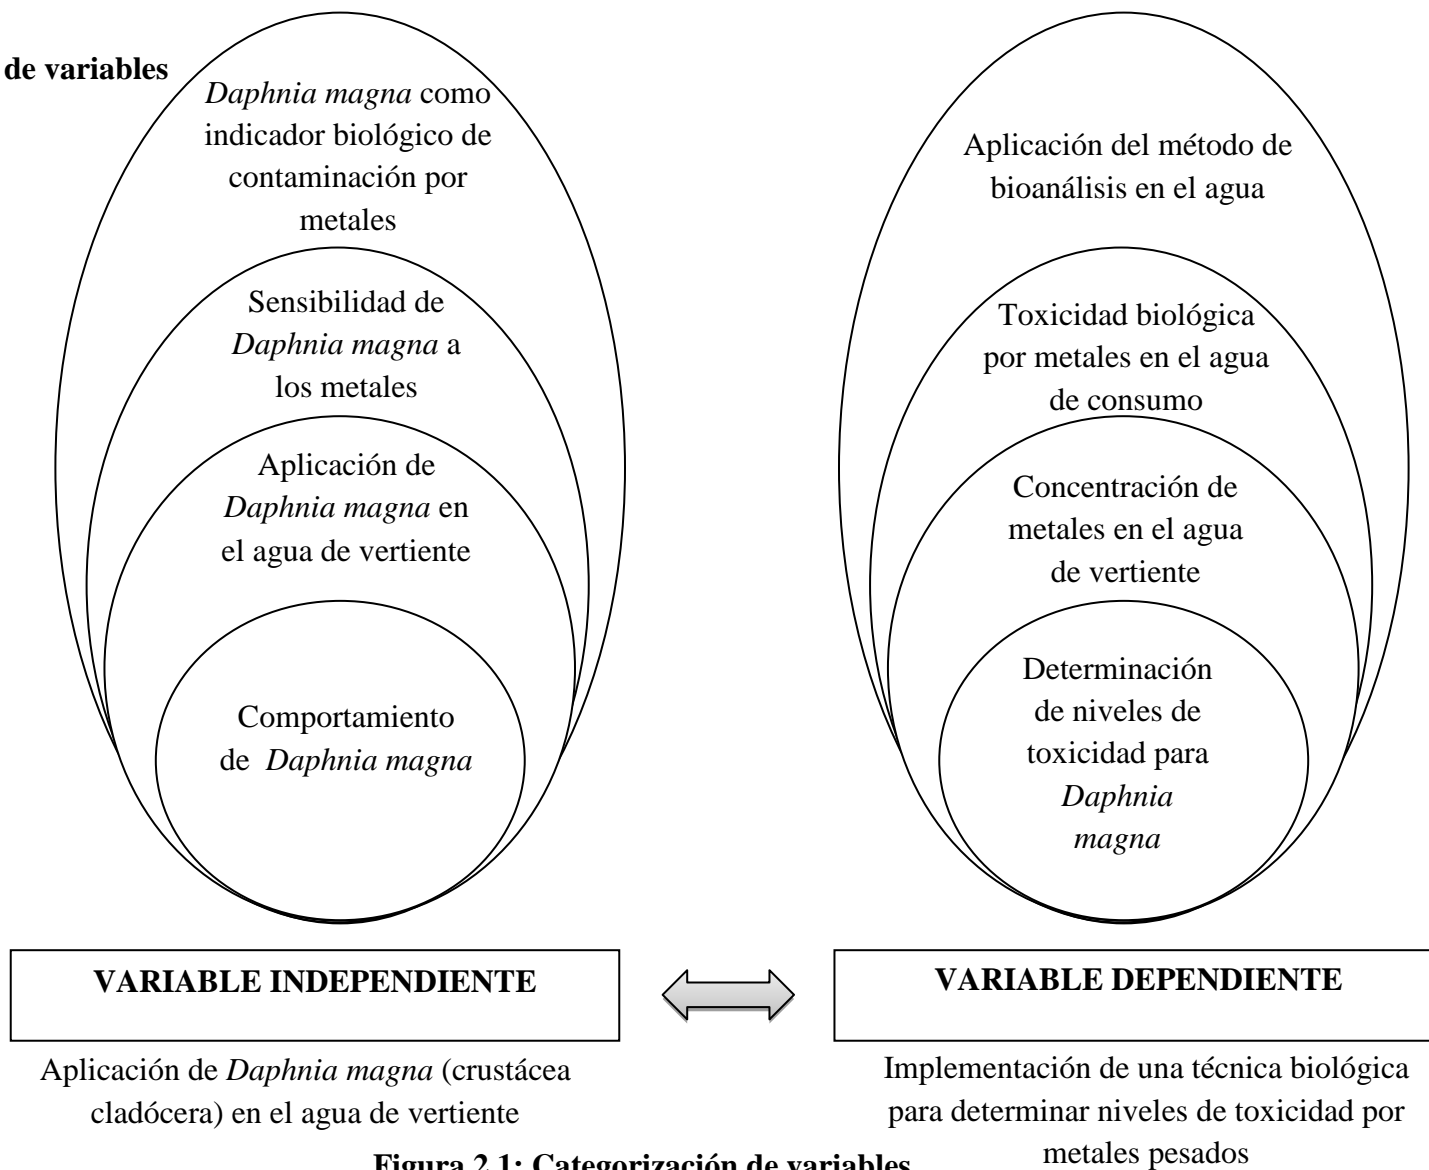 de variables
Daphnia magna como
indicador biológico de
contaminación por
metales
Sensibilidad de
Daphnia magna a
los metales
Aplicación de
Daphnia magna en
el agua de vertiente
Comportamiento
de Daphnia magna
Aplicación del método de
bioanálisis en el agua
Toxicidad biológica
por metales en el agua
de consumo
Concentración de
metales en el agua
de vertiente
Determinación
de niveles de
toxicidad para
Daphnia
magna
VARIABLE INDEPENDIENTE
VARIABLE DEPENDIENTE
Aplicación de Daphnia magna (crustácea
cladócera) en el agua de vertiente
Implementación de una técnica biológica
para determinar niveles de toxicidad por
metales pesados
Figura 2.1: Categorización de variables